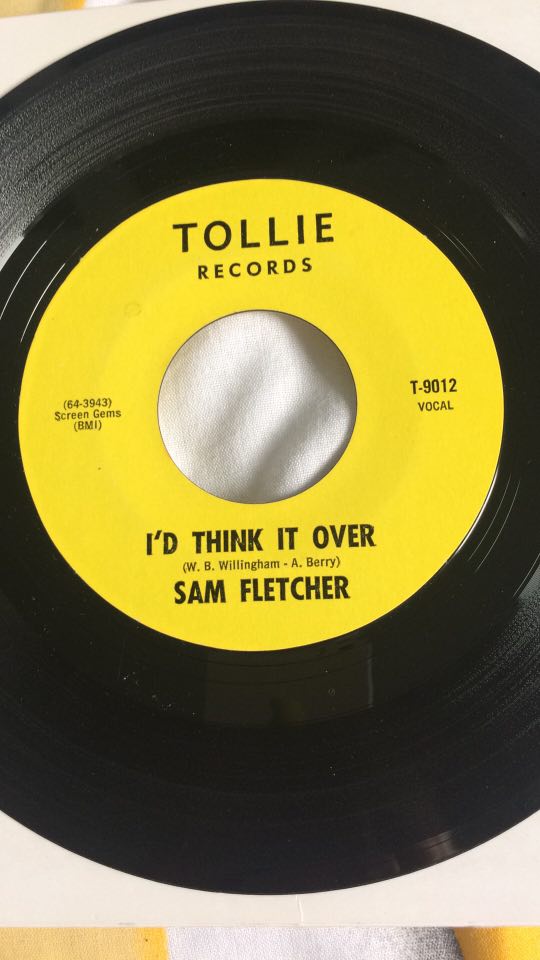 TOLLIE
RECORDS
(64-3943)
Screen Gems
(BMI)
T-9012
VOCAL
I'D THINK IT OVER
(W. B. Willingham - A. Berry)
SAM FLETCHER